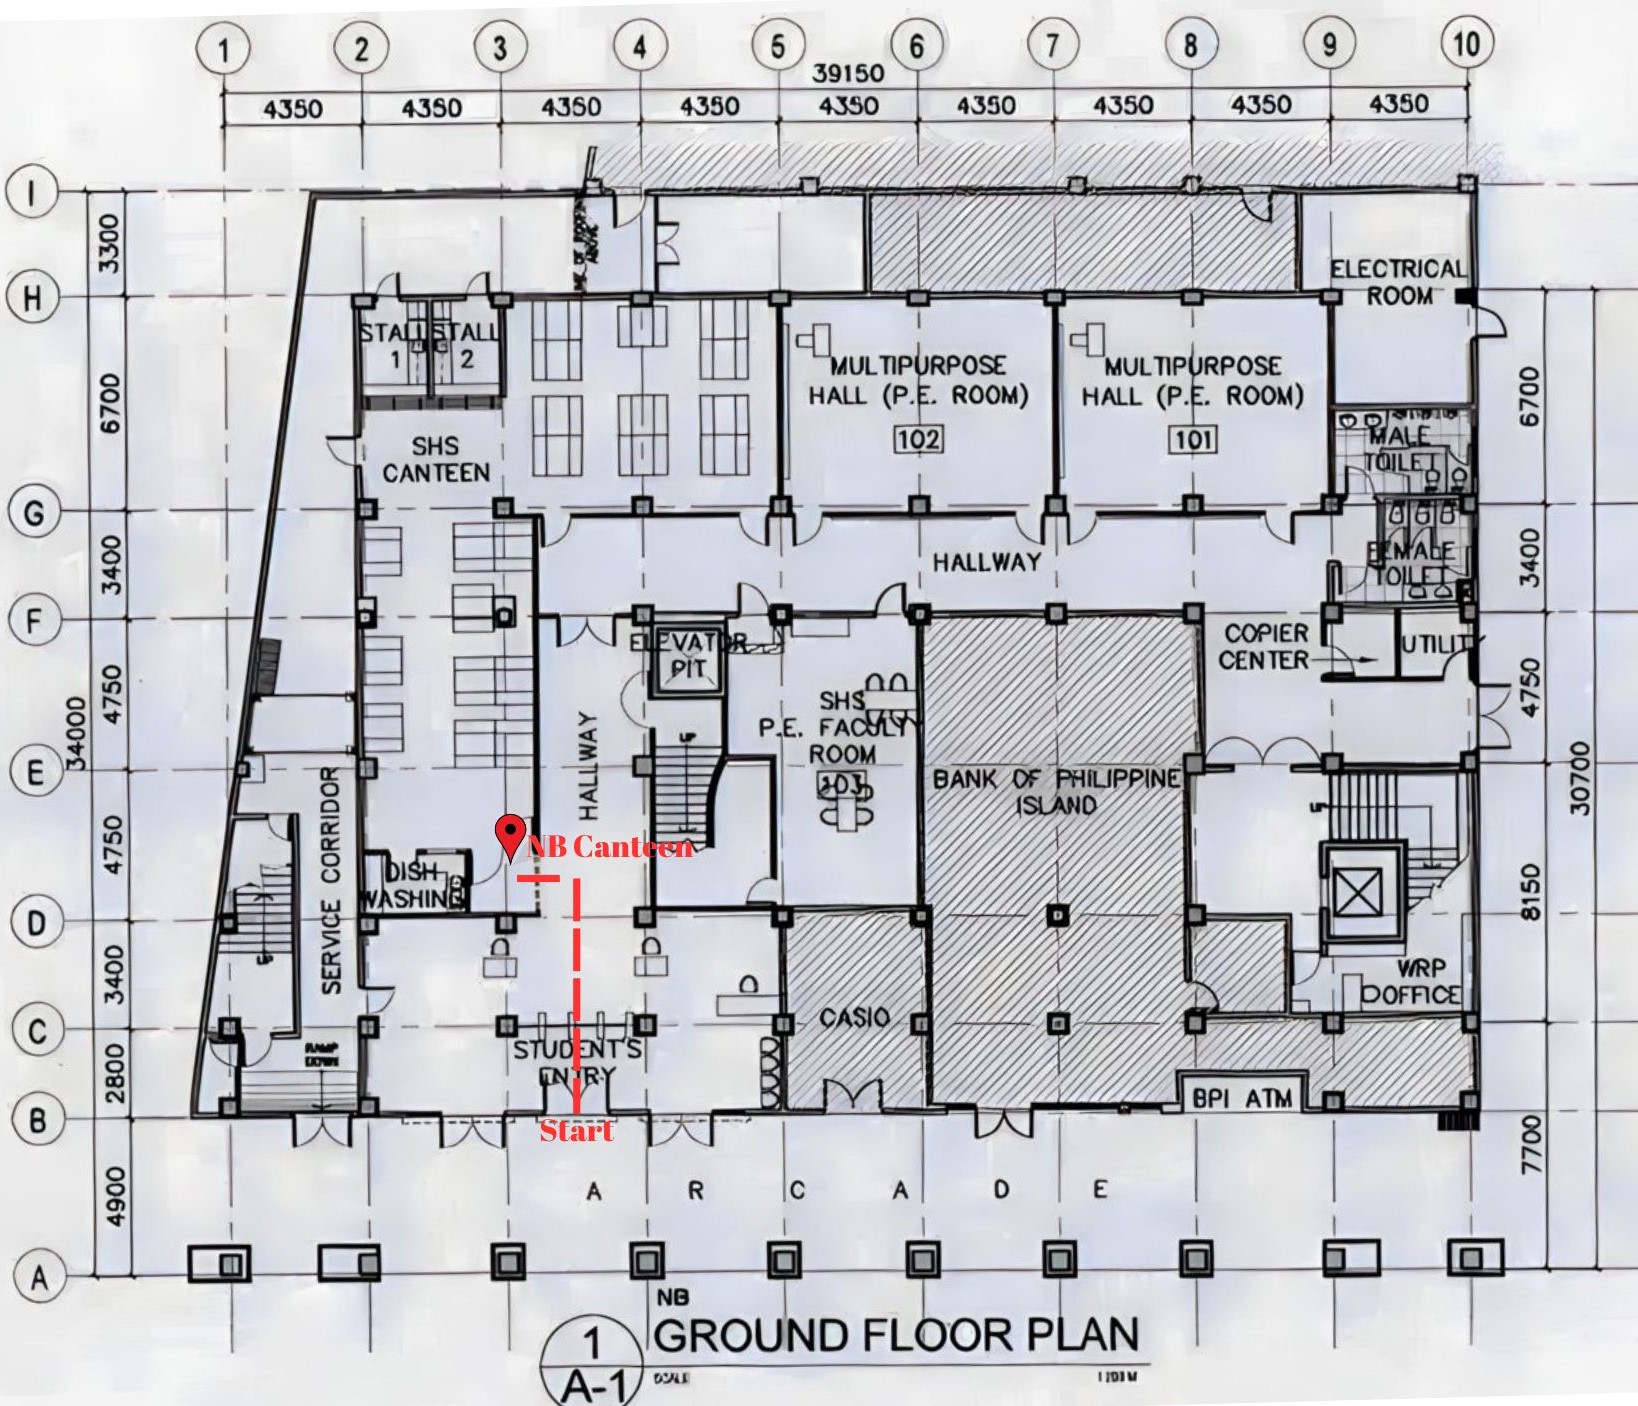 1 2 3 4 5 6 7 8 9 10
39150
4350 4350 4350 4350 4350 4350 4350 4350 4350
I
H
G
F
E
D
C
B
A
3300
6700
3400
4750
4750
3400
2800
4900
34000
6700
3400
4750
8150
7700
30700
ELECTRICAL
ROOM
STALL
1
STALL
2
MULTIPURPOSE
HALL (P.E. ROOM)
102
MULTIPURPOSE
HALL (P.E. ROOM)
101
SHS
CANTEEN
MALE
TOILET
FEMALE
TOILET
HALLWAY
ELEVATOR
PIT
COPIER
CENTER
UTILITY
SHS
P.E. FACULY
ROOM
103
HALLWAY
UP
BANK OF PHILIPPINE
ISLAND
UP
SERVICE CORRIDOR
NB Canteen
DISH
WASHING
UP
WRP
OFFICE
CASIO
STUDENT'S
ENTRY
RAMP
DOWN
BPI ATM
Start
A R C A D E
NB
1
A-1
GROUND FLOOR PLAN
SCALE